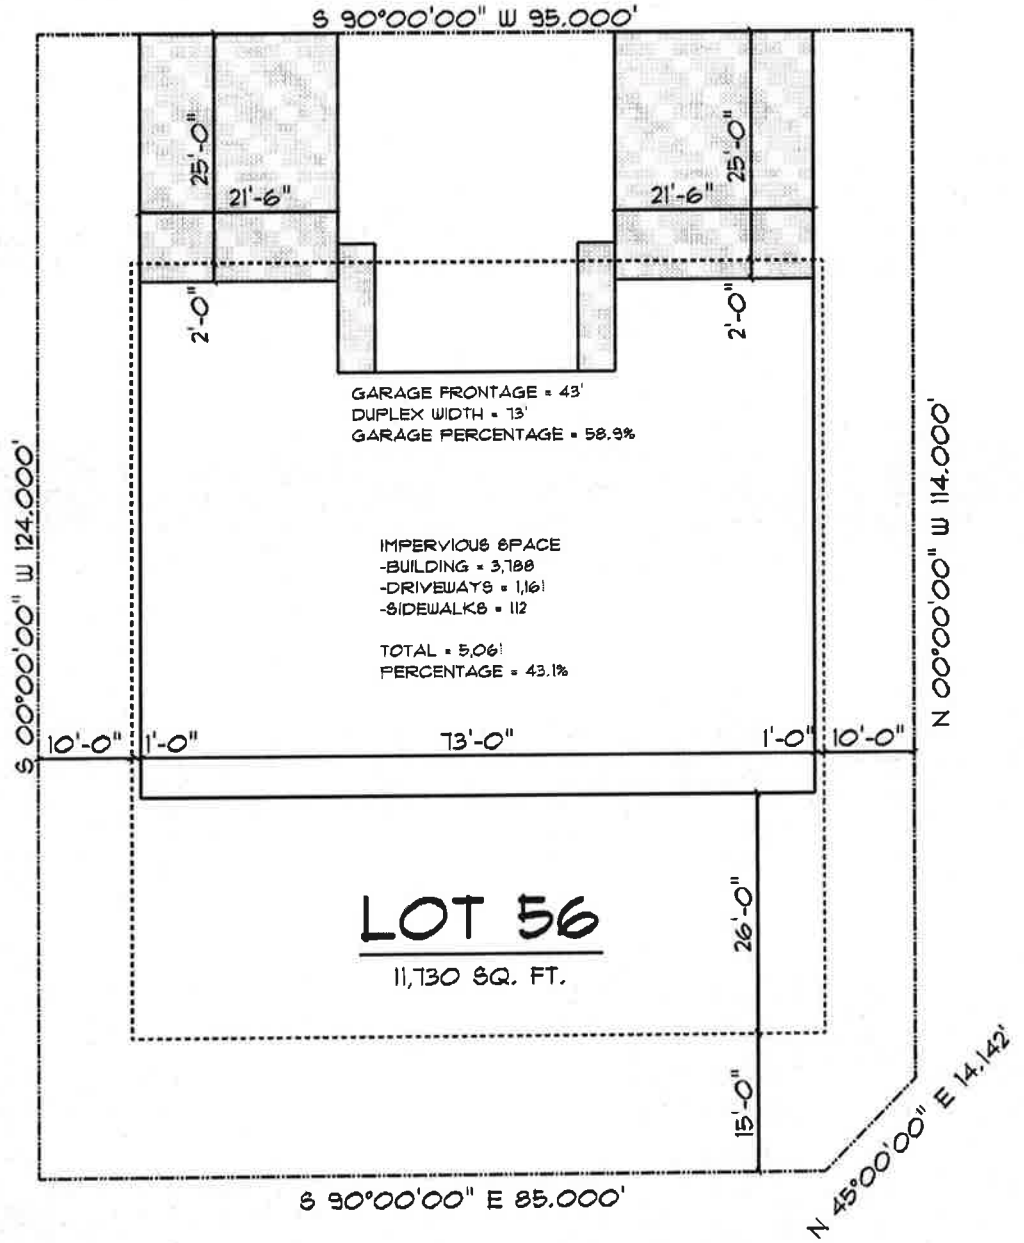 S 90°00'00" W 95.000'
25'-0"
25'-0"
21'-6"
21'-6"
2'-0"
2'-0"
GARAGE FRONTAGE = 43'
DUPLEX WIDTH = 73'
GARAGE PERCENTAGE = 58.9%
S 00°00'00" W 124.000'
N 00°00'00" W 114.000'
IMPERVIOUS SPACE
-BUILDING = 3,788
-DRIVEWAYS = 1,161
-SIDEWALKS = 112
TOTAL = 5,061
PERCENTAGE = 43.1%
10'-0" 1'-0" 73'-0" 1'-0" 10'-0"
26'-0"
LOT 56
11,730 SQ. FT.
15'-0"
N 45°00'00" E 14.142'
S 90°00'00" E 85.000'